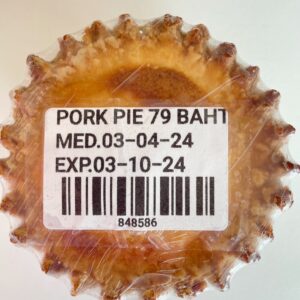 PORK PIE 79 BAHT
MED.03-04-24
EXP.03-10-24
848586